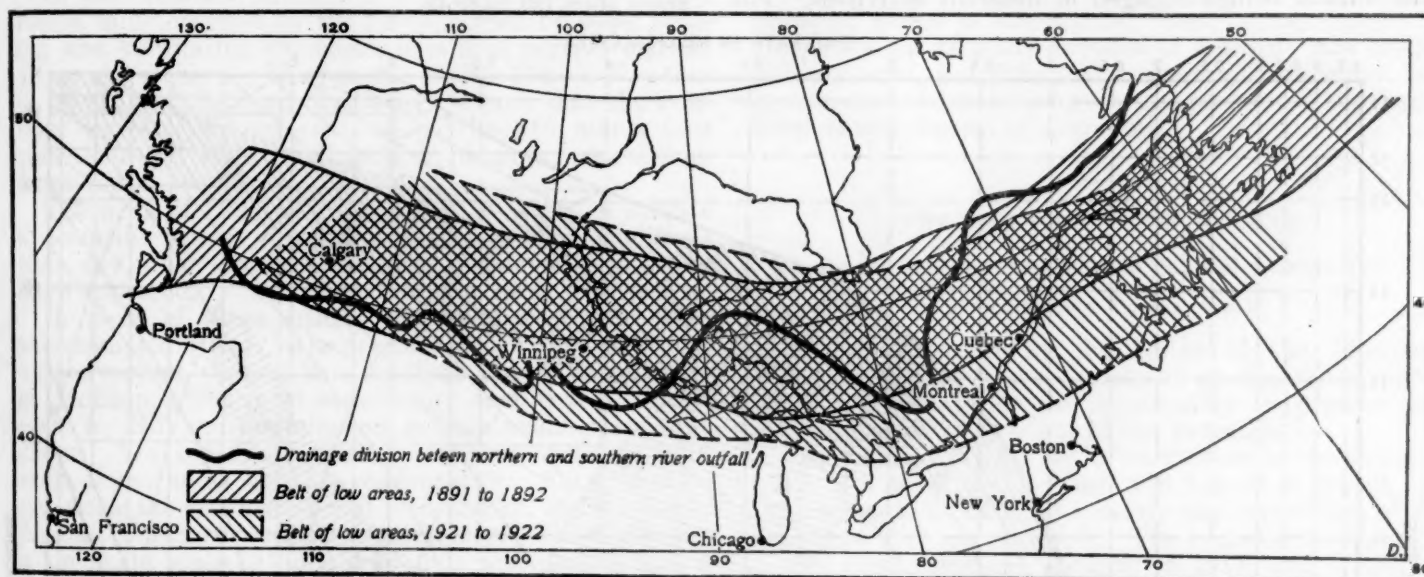 130 120 110 100 90 80 70 60 50
50
Calgary
Portland
Winnipeg
Quebec
Montreal
40
Boston
Drainage division beteen northern and southern river outfall
Belt of low areas, 1891 to 1892
New York
San Francisco
Belt of low areas, 1921 to 1922
Chicago
120 110 100 90 80 70
D.